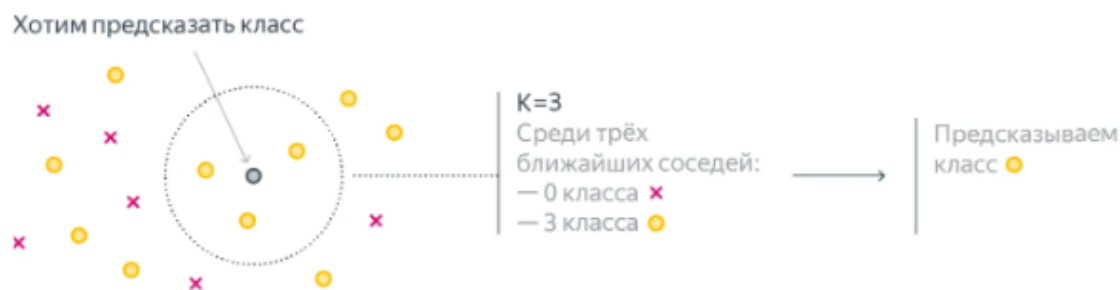 Хотим предсказать класс
K=3
Среди трёх
ближайших соседей:
— 0 класса
— 3 класса
Предсказываем
класс